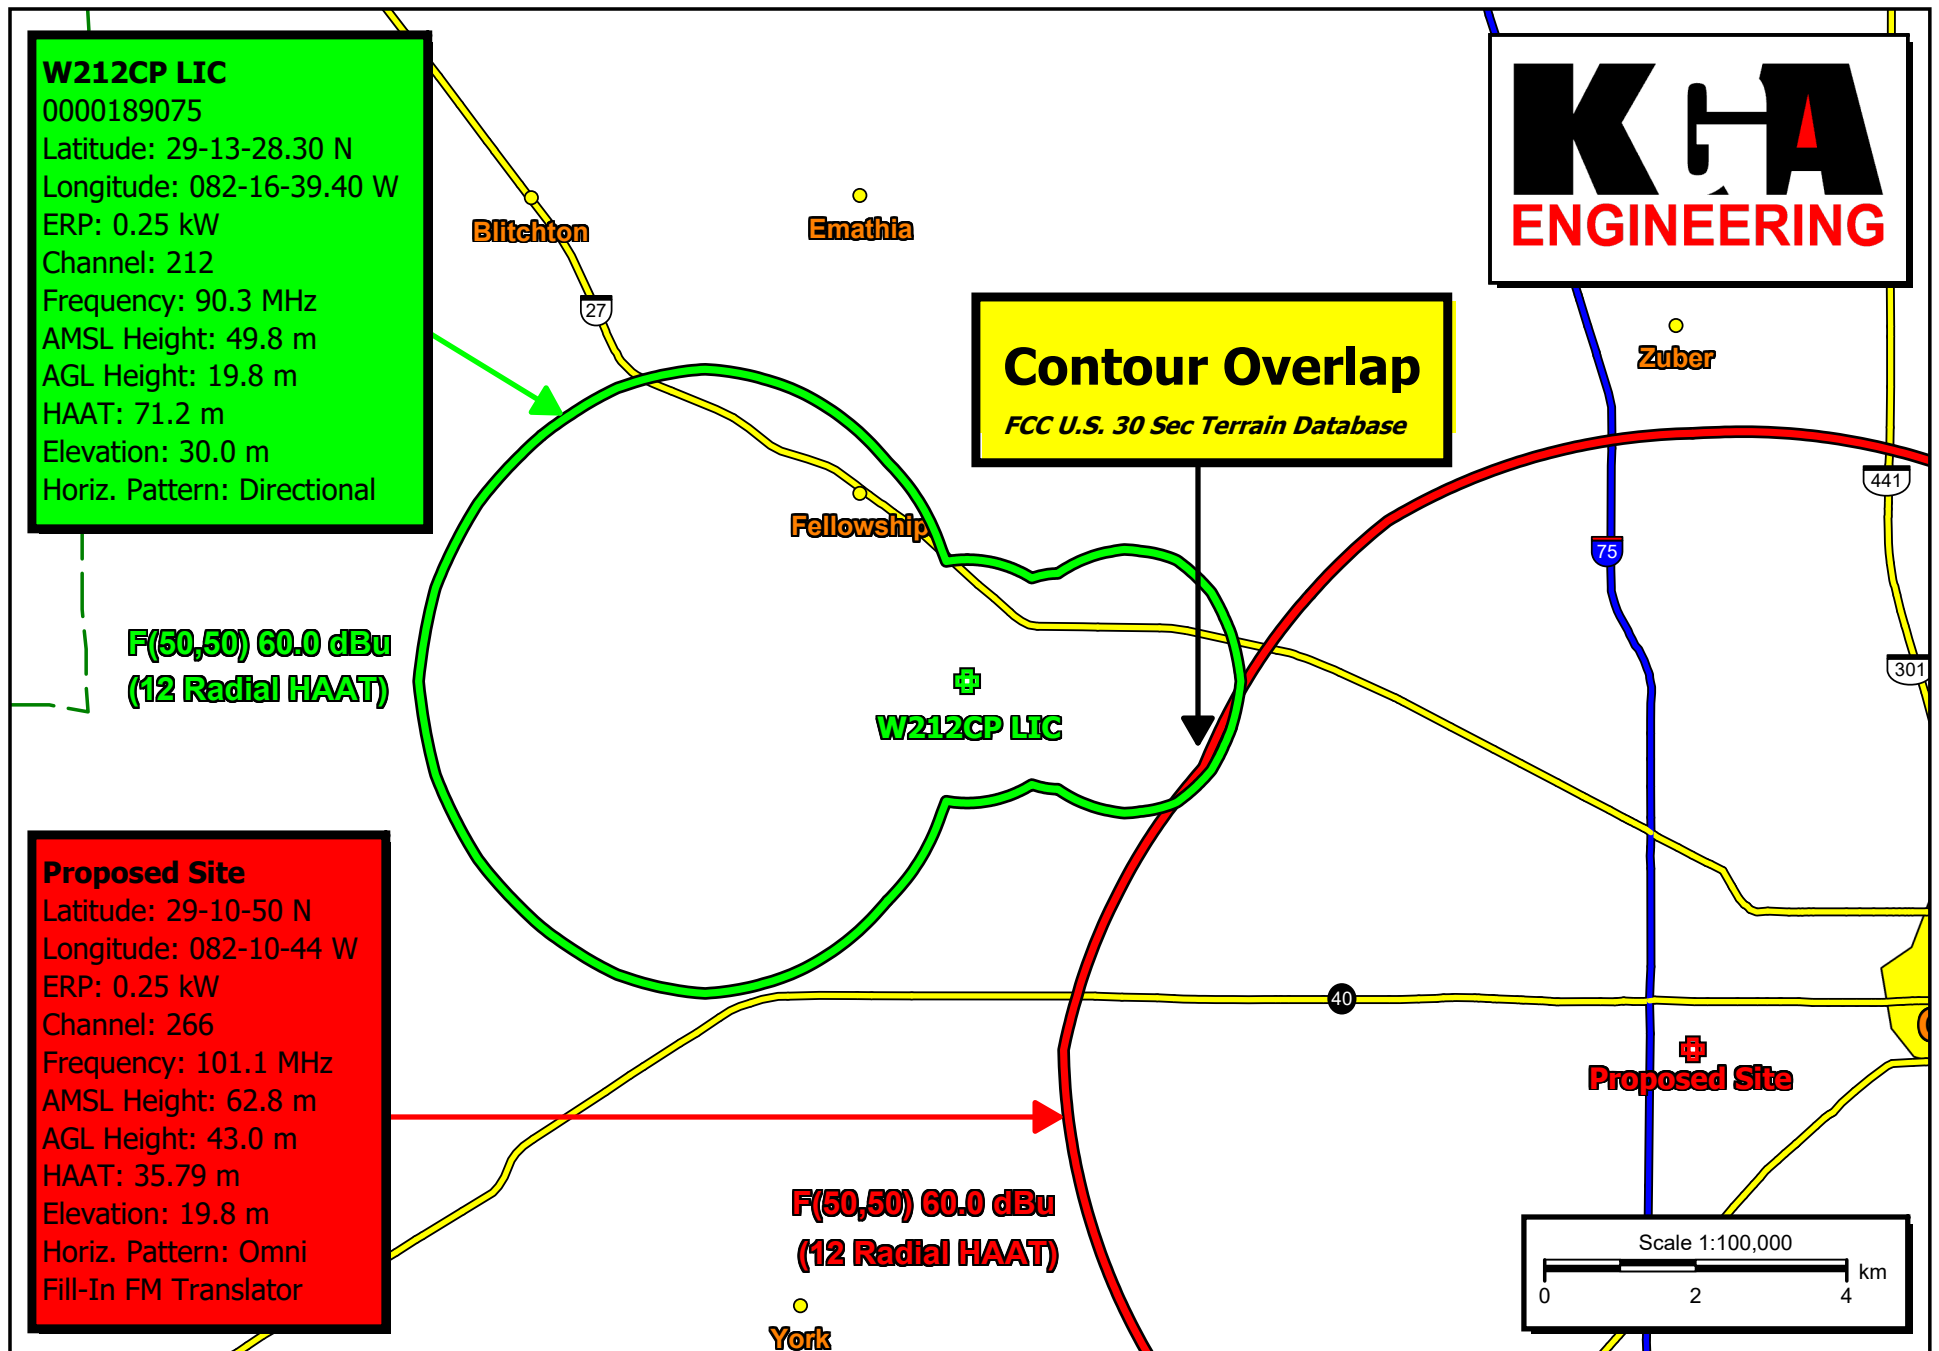 W212CP LIC
0000189075
Latitude: 29-13-28.30 N
Longitude: 082-16-39.40 W
ERP: 0.25 kW
Channel: 212
Frequency: 90.3 MHz
AMSL Height: 49.8 m
AGL Height: 19.8 m
HAAT: 71.2 m
Elevation: 30.0 m
Horiz. Pattern: Directional
KGA
ENGINEERING
Blitchton
Emathia
27
Zuber
Contour Overlap
FCC U.S. 30 Sec Terrain Database
441
Fellowship
75
F(50,50) 60.0 dBu
(12 Radial HAAT)
301
W212CP LIC
Proposed Site
Latitude: 29-10-50 N
Longitude: 082-10-44 W
ERP: 0.25 kW
Channel: 266
Frequency: 101.1 MHz
AMSL Height: 62.8 m
AGL Height: 43.0 m
HAAT: 35.79 m
Elevation: 19.8 m
Horiz. Pattern: Omni
Fill-In FM Translator
40
Proposed Site
F(50,50) 60.0 dBu
(12 Radial HAAT)
York
Scale 1:100,000
km
0 2 4